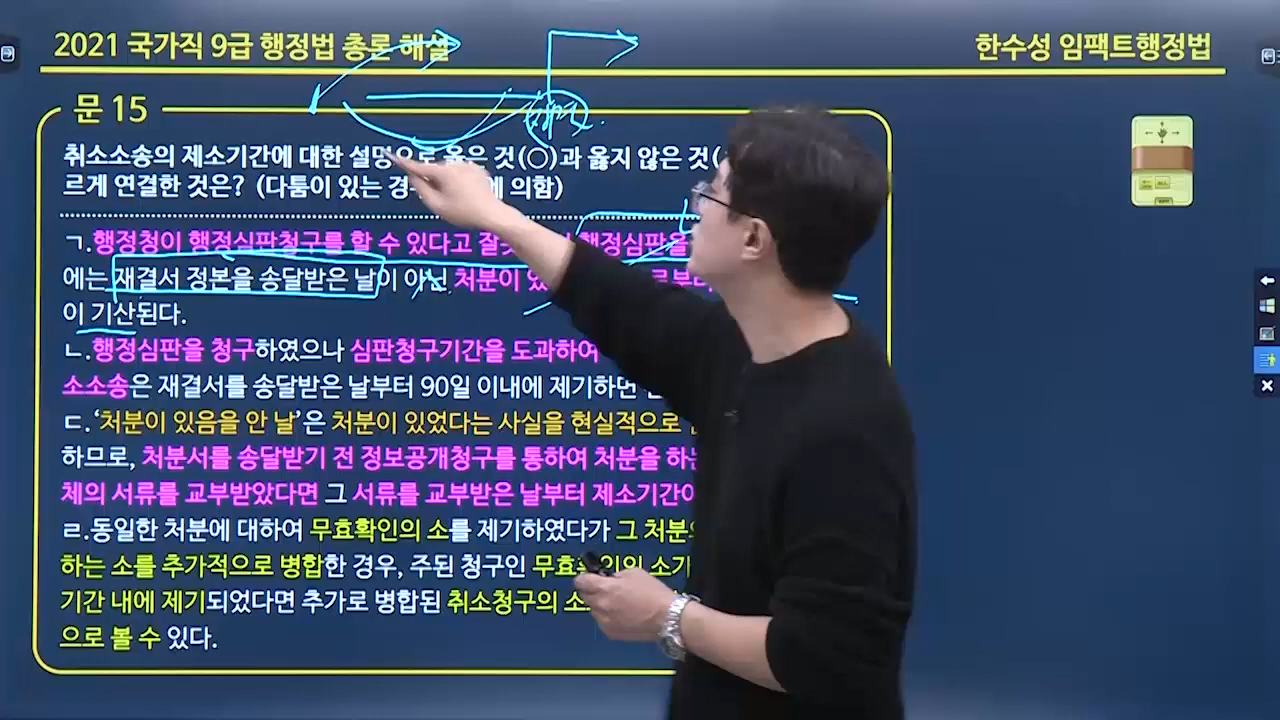 2021 국가직 9급 행정법 총론 해설
한수성 임팩트행정법
문 15
취소소송의 제소기간에 대한 설명으로 옳은 것(○)과 옳지 않은 것(
르게 연결한 것은? (다툼이 있는 경 에 의함)
ㄱ.행정청이 행정심판청구를 할 수 있다고 행정심판을
에는 재결서 정본을 송달받은 날이 아닌 처분이
이 기산된다.
ㄴ.행정심판을 청구하였으나 심판청구기간을 도과하여
소소송은 재결서를 송달받은 날부터 90일 이내에 제기하면
ㄷ.‘처분이 있음을 안 날’은 처분이 있었다는 사실을 현실적으로
하므로, 처분서를 송달받기 전 정보공개청구를 통하여 처분을 하는
체의 서류를 교부받았다면 그 서류를 교부받은 날부터 제소기간이
ㄹ.동일한 처분에 대하여 무효확인의 소를 제기하였다가 그 처분
하는 소를 추가적으로 병합한 경우, 주된 청구인 무효확인의 소가
기간 내에 제기되었다면 추가로 병합된 취소청구의 소
으로 볼 수 있다.